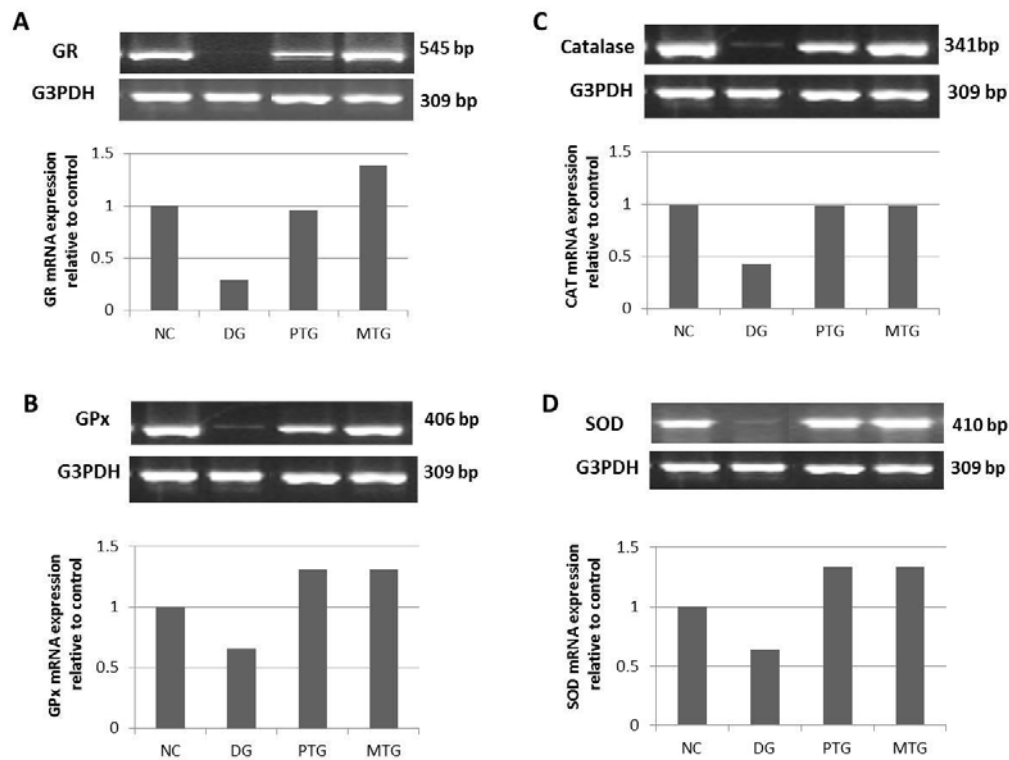 A
GR
545 bp
G3PDH
309 bp
GR mRNA expression
relative to control
1.5
1
0.5
0
NC DG PTG MTG
B
GPx
406 bp
G3PDH
309 bp
GPx mRNA expression
relative to control
1.5
1
0.5
0
NC DG PTG MTG
C
Catalase
341bp
G3PDH
309 bp
CAT mRNA expression
relative to control
1.5
1
0.5
0
NC DG PTG MTG
D
SOD
410 bp
G3PDH
309 bp
SOD mRNA expression
relative to control
1.5
1
0.5
0
NC DG PTG MTG